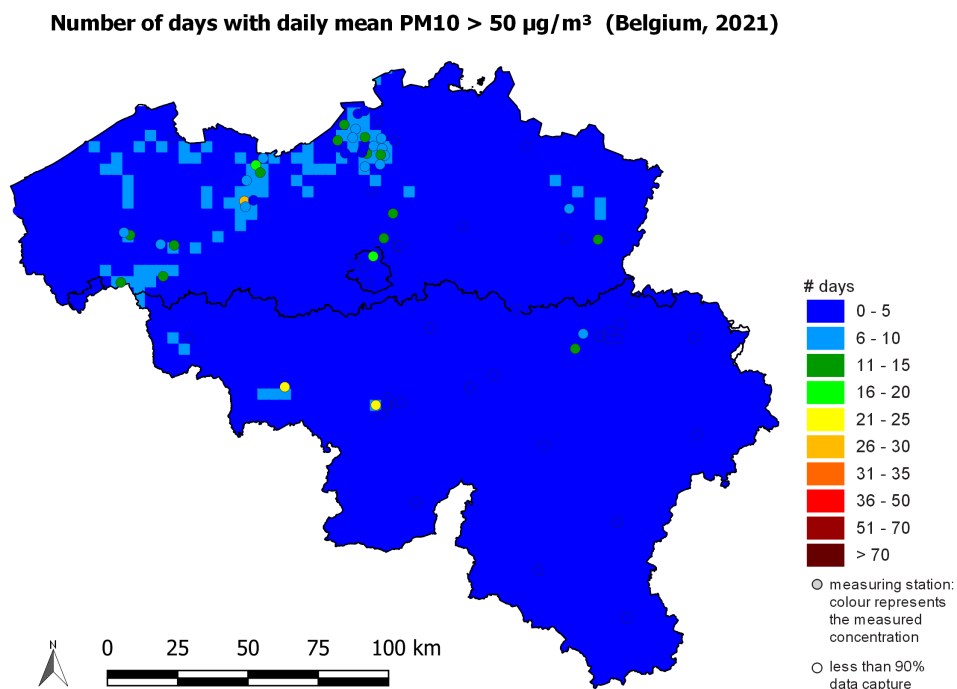 Number of days with daily mean PM10 > 50 µg/m³ (Belgium, 2021)
# days
0 - 5
6 - 10
11 - 15
16 - 20
21 - 25
26 - 30
31 - 35
36 - 50
51 - 70
> 70
measuring station:
colour represents
the measured
concentration
less than 90%
data capture
N
0 25 50 75 100 km